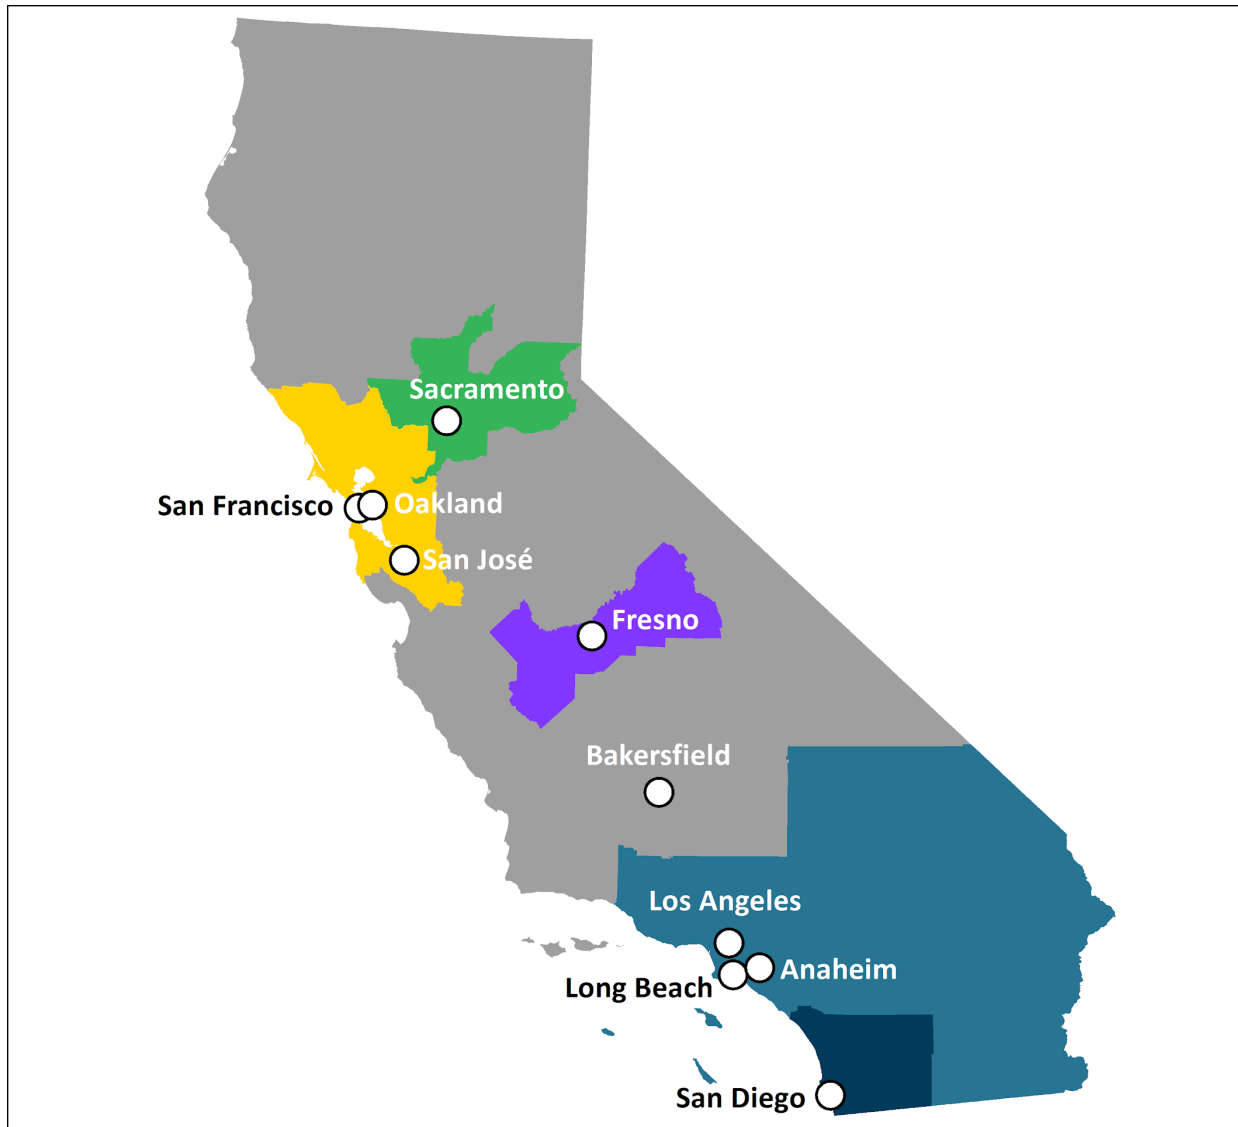 Sacramento
San Francisco
Oakland
San José
Fresno
Bakersfield
Los Angeles
Anaheim
Long Beach
San Diego